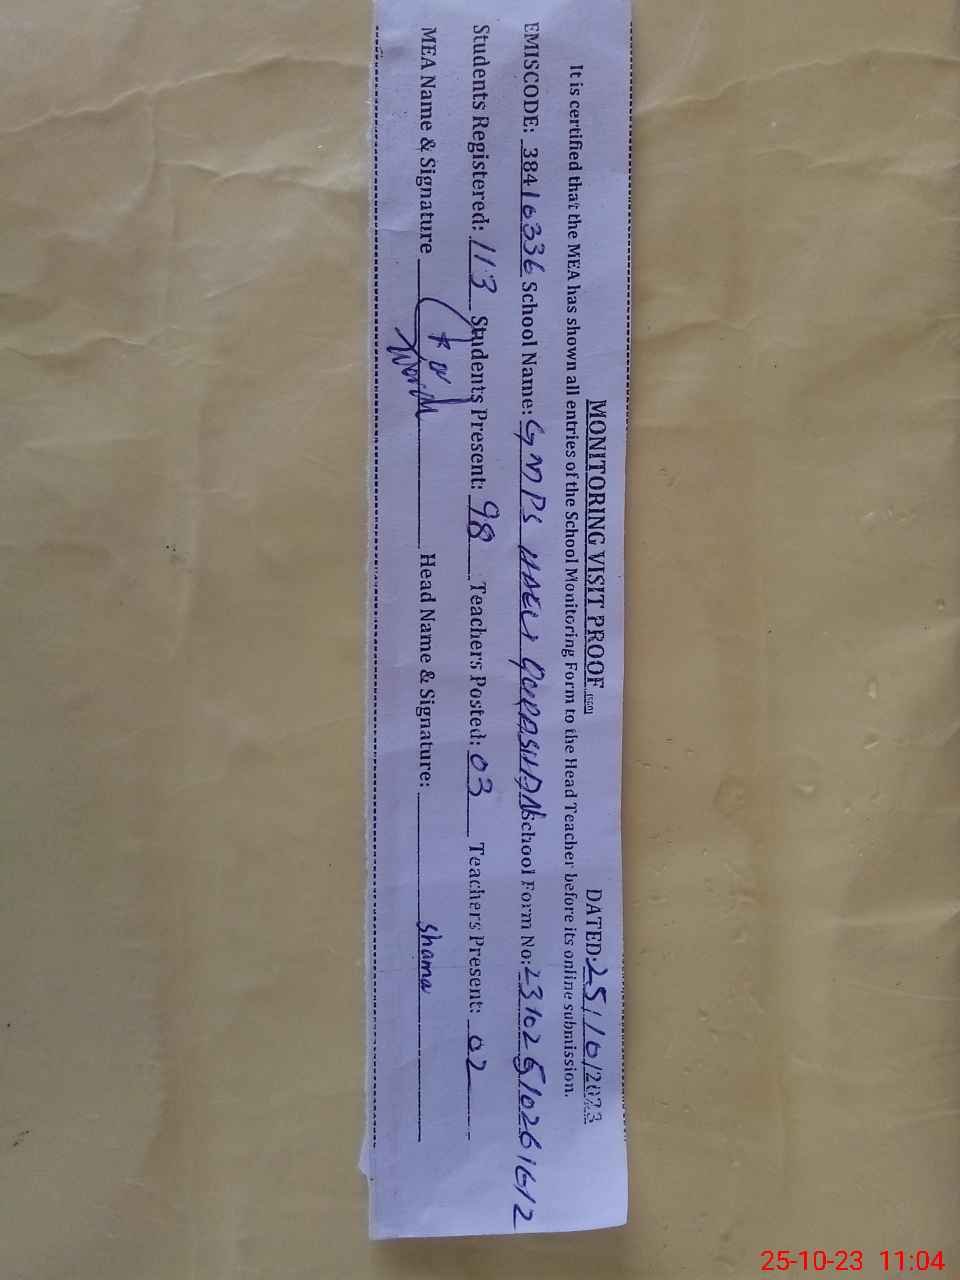 MONITORING VISIT PROOF (SED) DATED: 25/10/2023
It is certified that the MEA has shown all entries of the School Monitoring Form to the Head Teacher before its online submission.
EMISCODE: 38416336 School Name: GMPS School Form No:
Students Registered: 113 Students Present: 98 Teachers Posted: 03 Teachers Present: 02
MEA Name & Signature Head Name & Signature: Shama
25-10-23 11:04